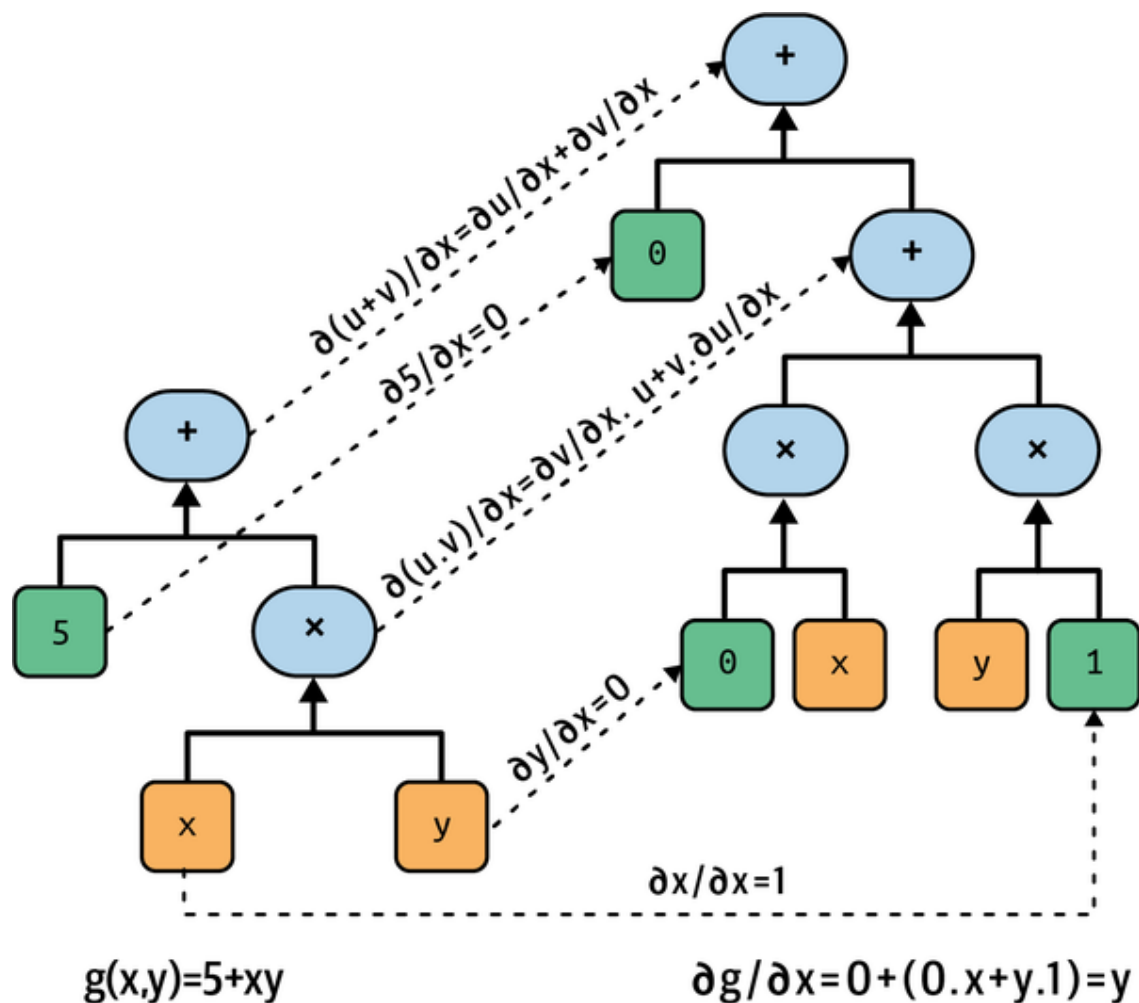 +
∂(u+v)/∂x=∂u/∂x+∂v/∂x
0
+
∂5/∂x=0
∂(u.v)/∂x=∂v/∂x. u+v.∂u/∂x
+
×
×
5
×
0
x
y
1
∂y/∂x=0
x
y
∂x/∂x=1
g(x,y)=5+xy
∂g/∂x=0+(0.x+y.1)=y